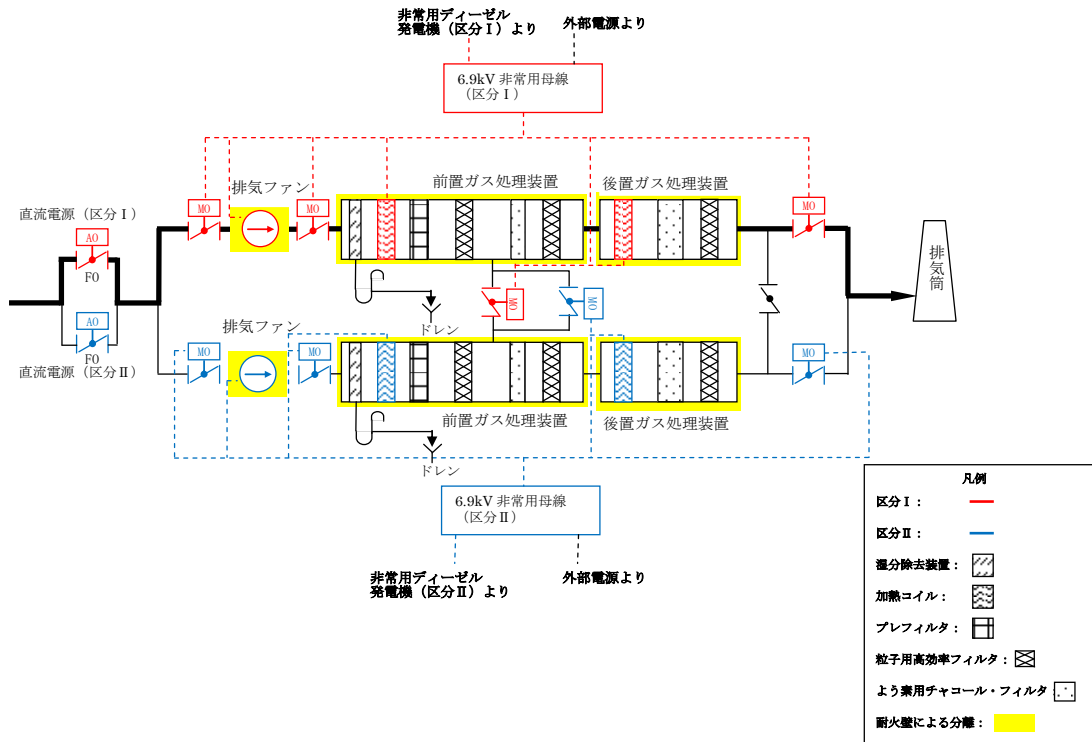 非常用ディーゼル
発電機（区分Ⅰ）より
外部電源より
6.9kV 非常用母線
（区分Ⅰ）
排気ファン
前置ガス処理装置
後置ガス処理装置
直流電源（区分Ⅰ）
MO
MO
MO
AO
FO
排気筒
MO
MO
ドレン
AO
FO
直流電源（区分Ⅱ）
排気ファン
MO
MO
MO
前置ガス処理装置
後置ガス処理装置
ドレン
6.9kV 非常用母線
（区分Ⅱ）
非常用ディーゼル
発電機（区分Ⅱ）より
外部電源より
凡例
区分Ⅰ：
区分Ⅱ：
湿分除去装置：
加熱コイル：
プレフィルタ：
粒子用高効率フィルタ：
よう素用チャコール・フィルタ
耐火壁による分離：